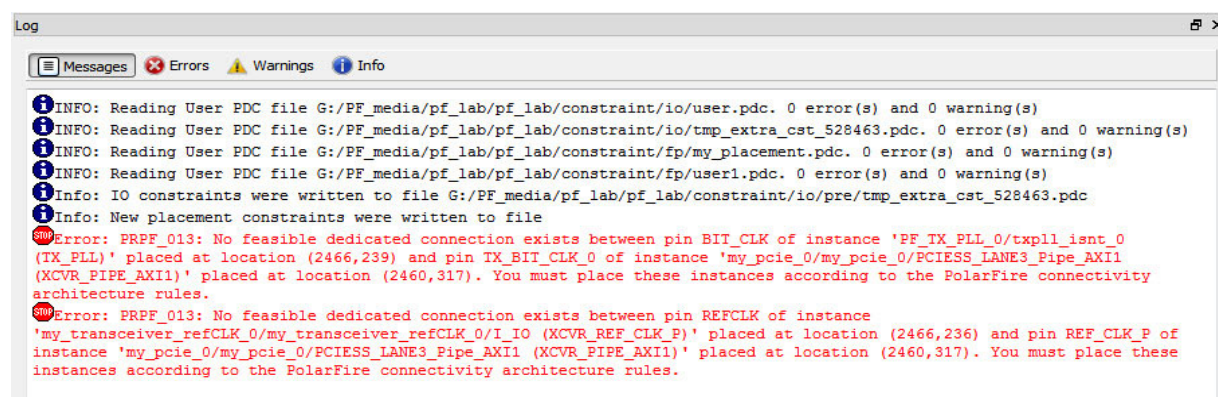 Log
Messages Errors Warnings Info
INFO: Reading User PDC file G:/PF_media/pf_lab/pf_lab/constraint/io/user.pdc. 0 error(s) and 0 warning(s)
INFO: Reading User PDC file G:/PF_media/pf_lab/pf_lab/constraint/io/tmp_extra_cst_528463.pdc. 0 error(s) and 0 warning(s)
INFO: Reading User PDC file G:/PF_media/pf_lab/pf_lab/constraint/fp/my_placement.pdc. 0 error(s) and 0 warning(s)
INFO: Reading User PDC file G:/PF_media/pf_lab/pf_lab/constraint/fp/user1.pdc. 0 error(s) and 0 warning(s)
Info: IO constraints were written to file G:/PF_media/pf_lab/pf_lab/constraint/io/pre/tmp_extra_cst_528463.pdc
Info: New placement constraints were written to file
STOP Error: PRPF_013: No feasible dedicated connection exists between pin BIT_CLK of instance 'PF_TX_PLL_0/txpll_isnt_0
(TX_PLL)' placed at location (2466,239) and pin TX_BIT_CLK_0 of instance 'my_pcie_0/my_pcie_0/PCIESS_LANE3_Pipe_AXI1
(XCVR_PIPE_AXI1)' placed at location (2460,317). You must place these instances according to the PolarFire connectivity
architecture rules.
STOP Error: PRPF_013: No feasible dedicated connection exists between pin REFCLK of instance
'my_transceiver_refCLK_0/my_transceiver_refCLK_0/I_IO (XCVR_REF_CLK_P)' placed at location (2466,236) and pin REF_CLK_P of
instance 'my_pcie_0/my_pcie_0/PCIESS_LANE3_Pipe_AXI1 (XCVR_PIPE_AXI1)' placed at location (2460,317). You must place these
instances according to the PolarFire connectivity architecture rules.